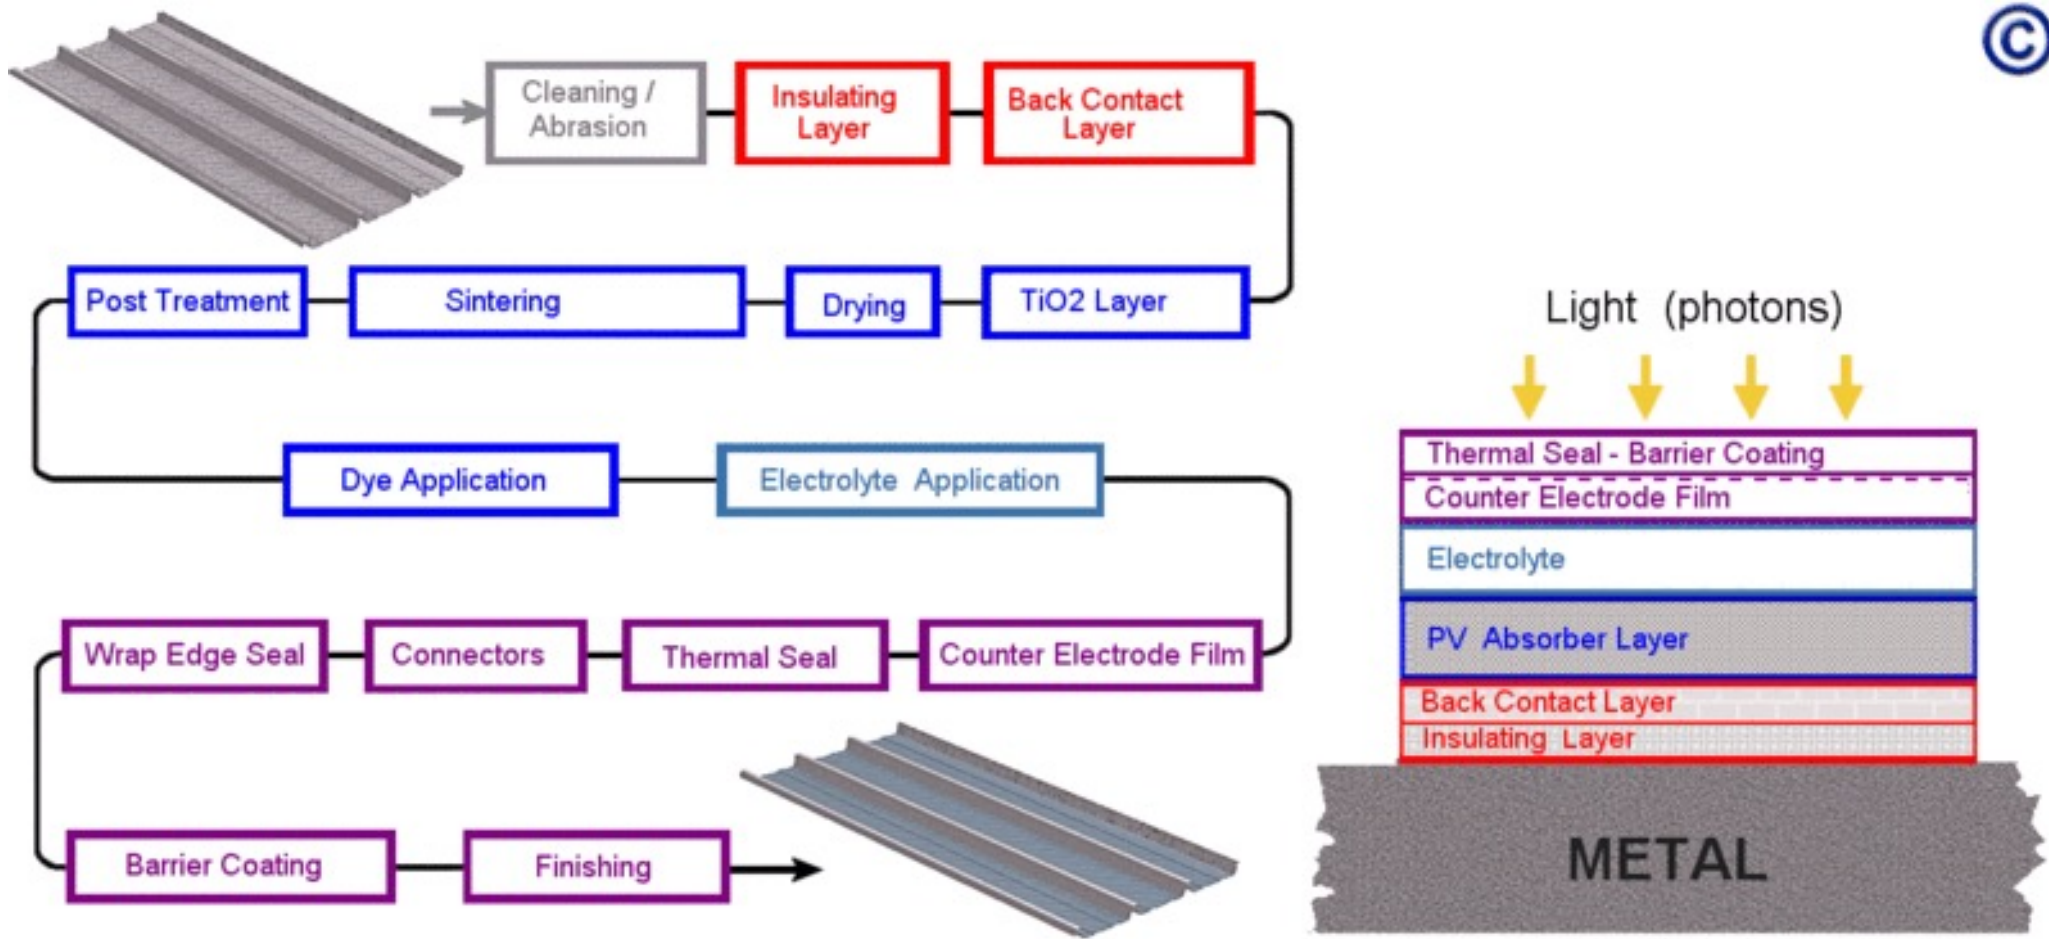 ©
Cleaning /
Abrasion
Insulating
Layer
Back Contact
Layer
Post Treatment
Sintering
Drying
TiO2 Layer
Dye Application
Electrolyte Application
Wrap Edge Seal
Connectors
Thermal Seal
Counter Electrode Film
Barrier Coating
Finishing
Light (photons)
Thermal Seal - Barrier Coating
Counter Electrode Film
Electrolyte
PV Absorber Layer
Back Contact Layer
Insulating Layer
METAL